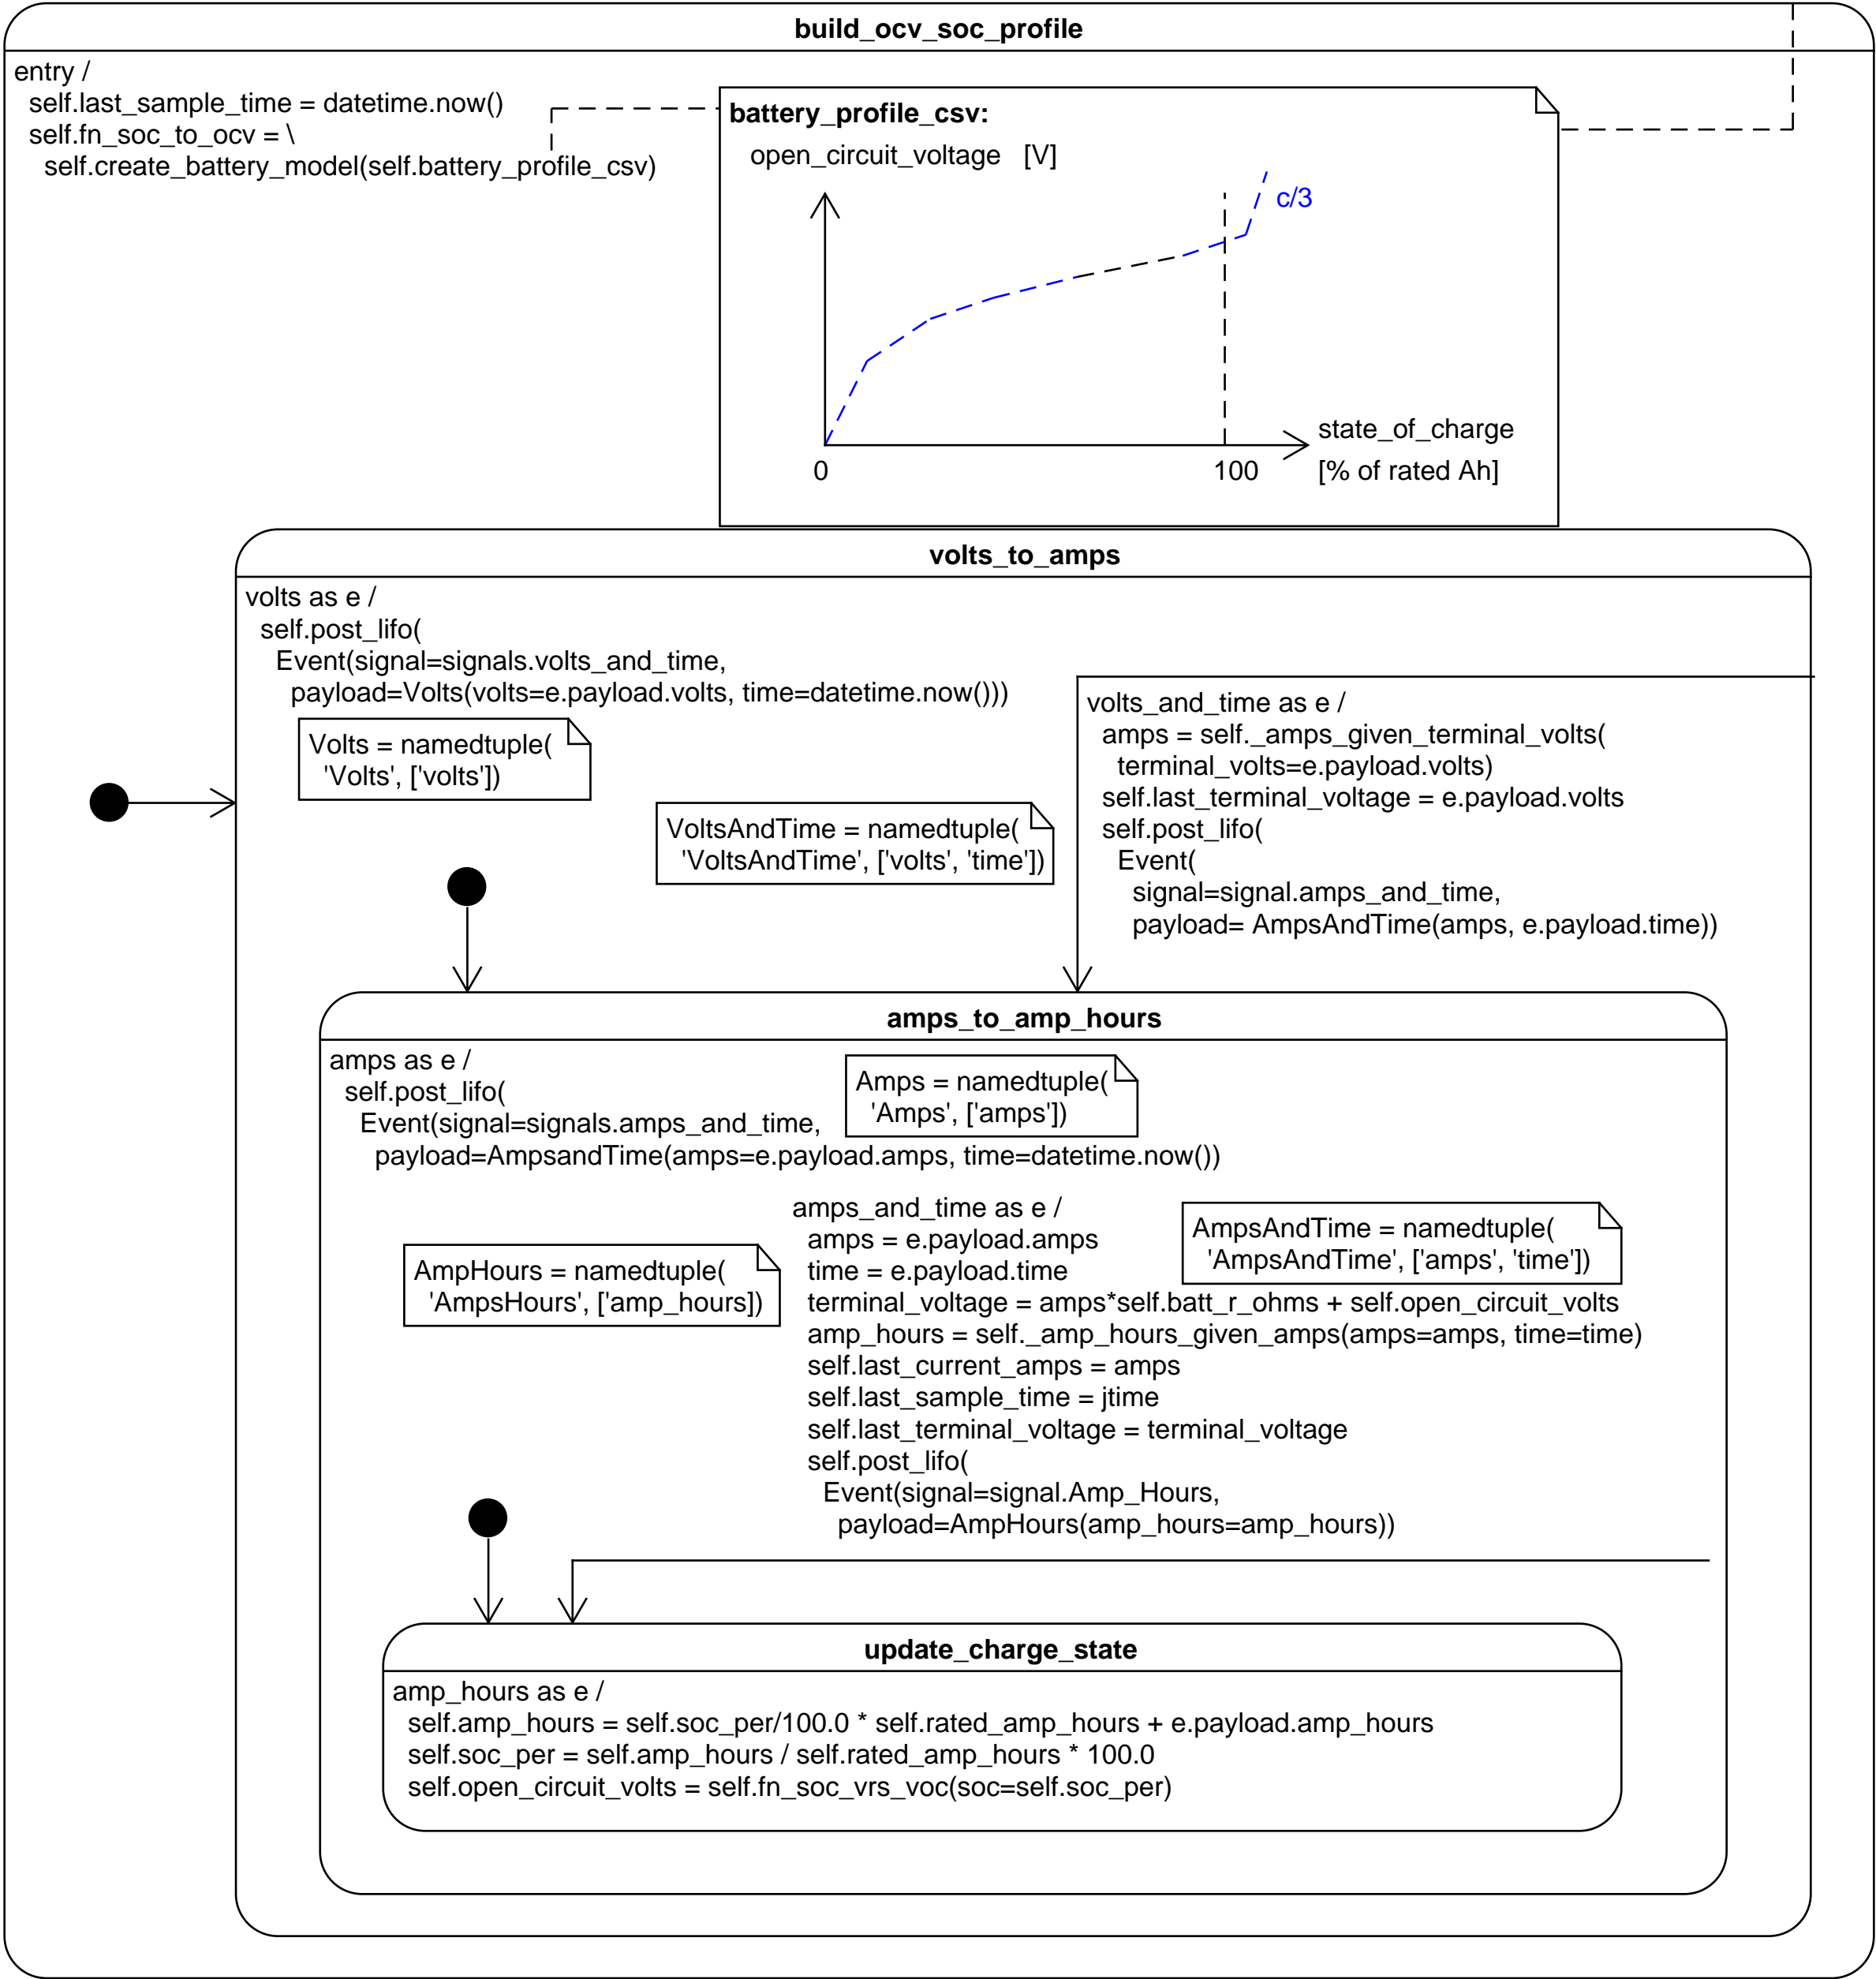 build_ocv_soc_profile
entry /
self.last_sample_time = datetime.now()
self.fn_soc_to_ocv = \
self.create_battery_model(self.battery_profile_csv)
battery_profile_csv:
open_circuit_voltage [V]
c/3
state_of_charge
0
100
[% of rated Ah]
volts_to_amps
volts as e /
self.post_lifo(
Event(signal=signals.volts_and_time,
payload=Volts(volts=e.payload.volts, time=datetime.now()))
Volts = namedtuple(
'Volts', ['volts'])
VoltsAndTime = namedtuple(
'VoltsAndTime', ['volts', 'time'])
volts_and_time as e /
amps = self._amps_given_terminal_volts(
terminal_volts=e.payload.volts)
self.last_terminal_voltage = e.payload.volts
self.post_lifo(
Event(
signal=signal.amps_and_time,
payload= AmpsAndTime(amps, e.payload.time))
amps_to_amp_hours
amps as e /
self.post_lifo(
Event(signal=signals.amps_and_time,
payload=AmpsandTime(amps=e.payload.amps, time=datetime.now())
Amps = namedtuple(
'Amps', ['amps'])
AmpHours = namedtuple(
'AmpsHours', ['amp_hours])
amps_and_time as e /
amps = e.payload.amps
time = e.payload.time
terminal_voltage = amps*self.batt_r_ohms + self.open_circuit_volts
amp_hours = self._amp_hours_given_amps(amps=amps, time=time)
self.last_current_amps = amps
self.last_sample_time = jtime
self.last_terminal_voltage = terminal_voltage
self.post_lifo(
Event(signal=signal.Amp_Hours,
payload=AmpHours(amp_hours=amp_hours))
AmpsAndTime = namedtuple(
'AmpsAndTime', ['amps', 'time'])
update_charge_state
amp_hours as e /
self.amp_hours = self.soc_per/100.0 * self.rated_amp_hours + e.payload.amp_hours
self.soc_per = self.amp_hours / self.rated_amp_hours * 100.0
self.open_circuit_volts = self.fn_soc_vrs_voc(soc=self.soc_per)